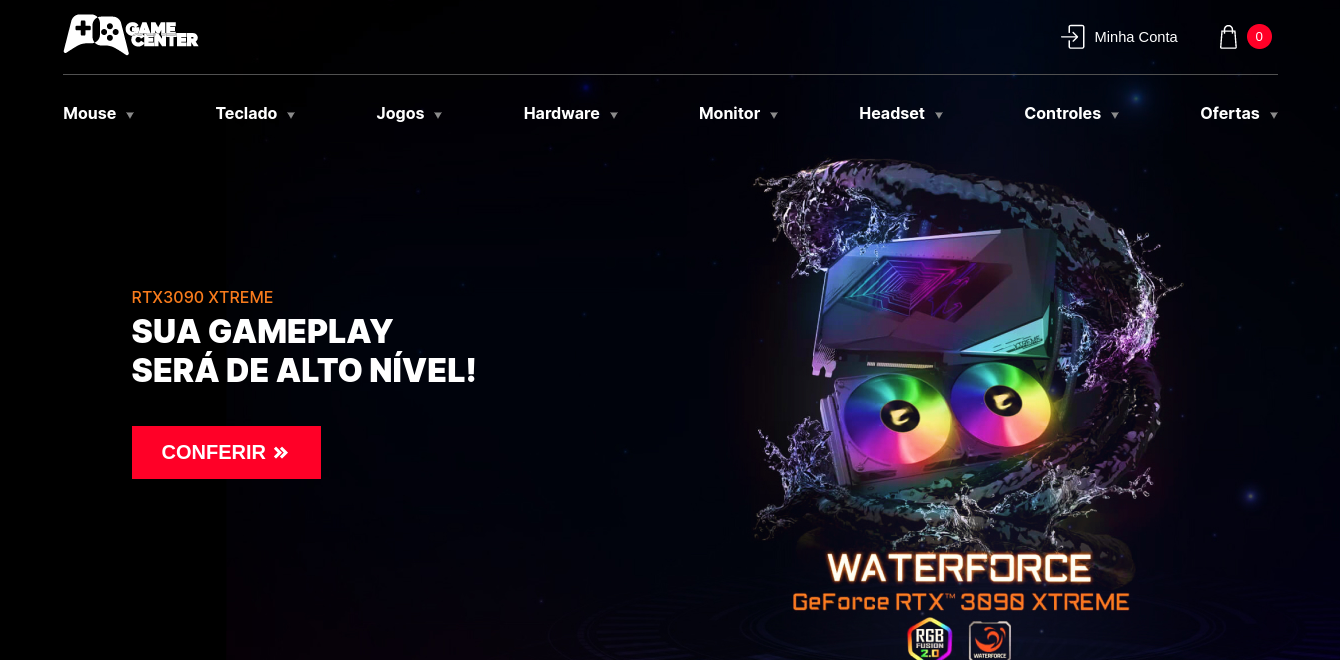 GAME
CENTER
Minha Conta
0
Mouse
Teclado
Jogos
Hardware
Monitor
Headset
Controles
Ofertas
RTX3090 XTREME
SUA GAMEPLAY
SERÁ DE ALTO NÍVEL!
CONFERIR »
XTREME
WATERFORCE
GeForce RTX™ 3090 XTREME
RGB
FUSION
2.0
WATERFORCE